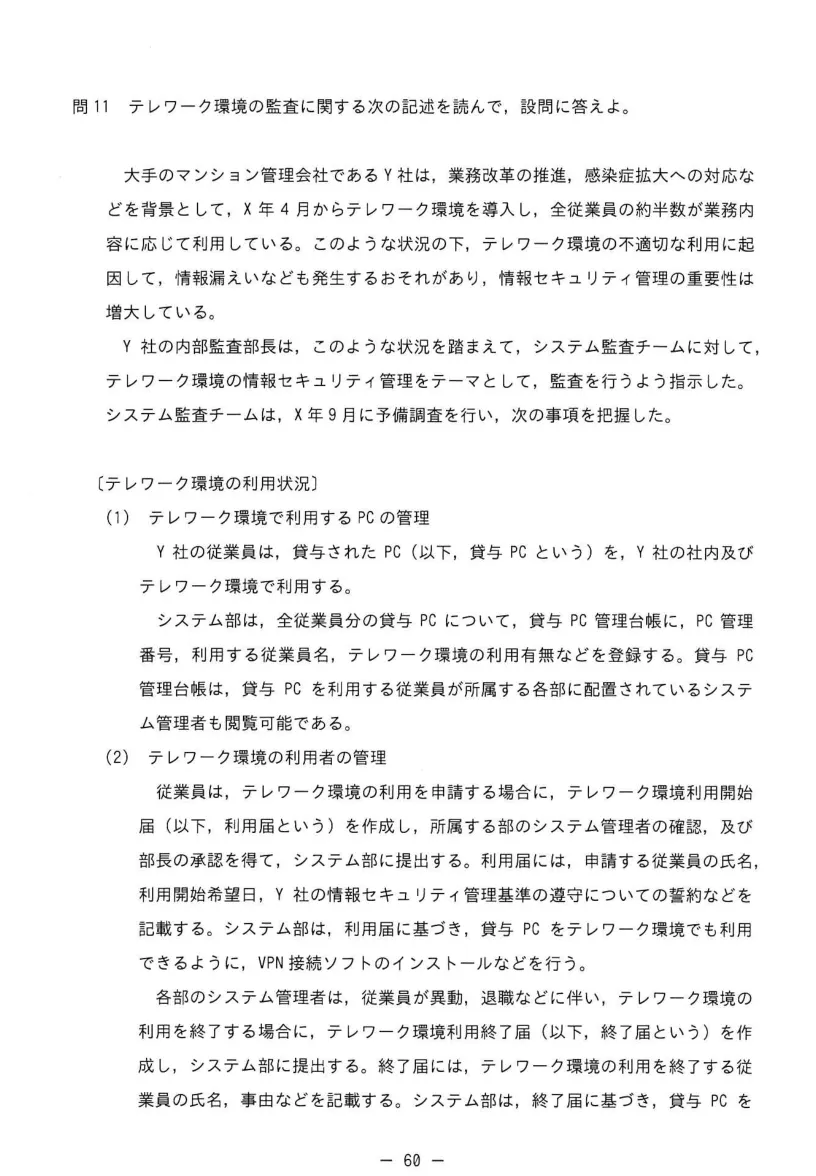 問11　テレワーク環境の監査に関する次の記述を読んで，設問に答えよ。
大手のマンション管理会社であるY社は，業務改革の推進，感染症拡大への対応な
どを背景として，X年4月からテレワーク環境を導入し，全従業員の約半数が業務内
容に応じて利用している。このような状況の下，テレワーク環境の不適切な利用に起
因して，情報漏えいなども発生するおそれがあり，情報セキュリティ管理の重要性は
増大している。
Y社の内部監査部長は，このような状況を踏まえて，システム監査チームに対して，
テレワーク環境の情報セキュリティ管理をテーマとして，監査を行うよう指示した。
システム監査チームは，X年9月に予備調査を行い，次の事項を把握した。
〔テレワーク環境の利用状況〕
(1)　テレワーク環境で利用するPCの管理
Y社の従業員は，貸与されたPC（以下，貸与PCという）を，Y社の社内及び
テレワーク環境で利用する。
システム部は，全従業員分の貸与PCについて，貸与PC管理台帳に，PC管理
番号，利用する従業員名，テレワーク環境の利用有無などを登録する。貸与PC
管理台帳は，貸与PCを利用する従業員が所属する各部に配置されているシステ
ム管理者も閲覧可能である。
(2)　テレワーク環境の利用者の管理
従業員は，テレワーク環境の利用を申請する場合に，テレワーク環境利用開始
届（以下，利用届という）を作成し，所属する部のシステム管理者の確認，及び
部長の承認を得て，システム部に提出する。利用届には，申請する従業員の氏名，
利用開始希望日，Y社の情報セキュリティ管理基準の遵守についての誓約などを
記載する。システム部は，利用届に基づき，貸与PCをテレワーク環境でも利用
できるように，VPN接続ソフトのインストールなどを行う。
各部のシステム管理者は，従業員が異動，退職などに伴い，テレワーク環境の
利用を終了する場合に，テレワーク環境利用終了届（以下，終了届という）を作
成し，システム部に提出する。終了届には，テレワーク環境の利用を終了する従
業員の氏名，事由などを記載する。システム部は，終了届に基づき，貸与PCを
— 60 —